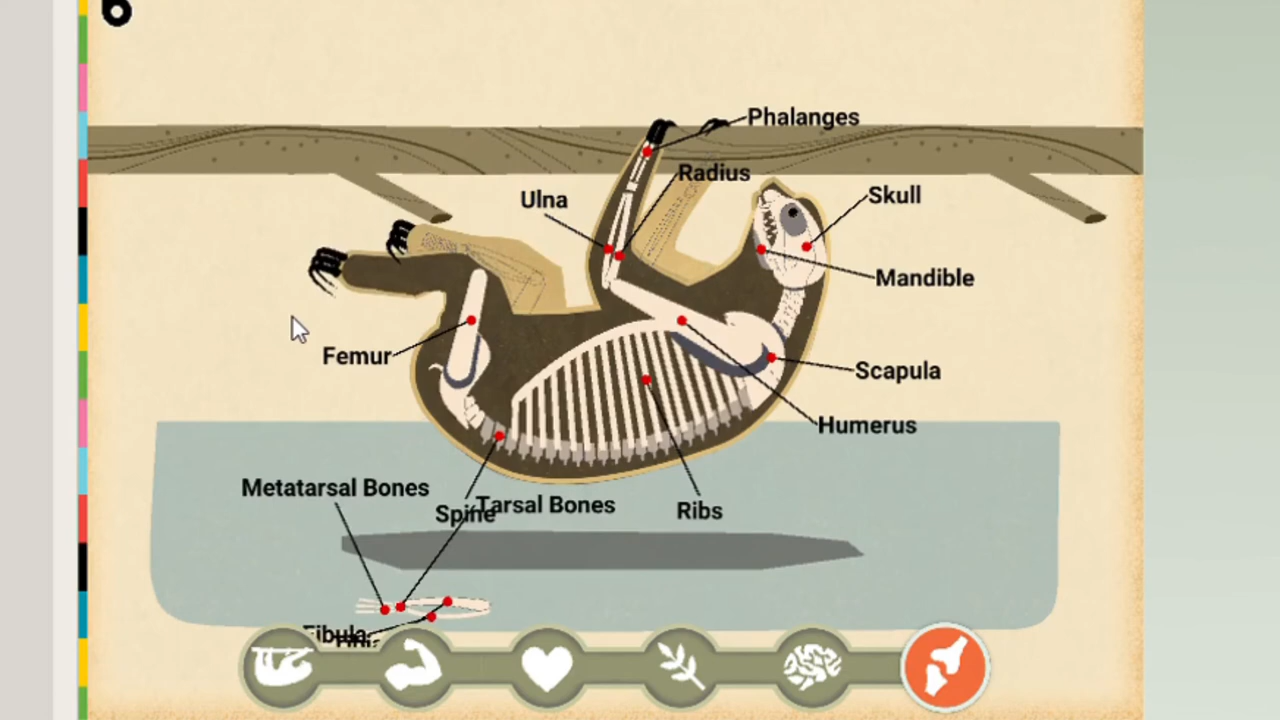 6
Phalanges
Radius
Ulna
Skull
Mandible
Femur
Scapula
Humerus
Metatarsal Bones
Tarsal Bones
Spine
Ribs
Fibula